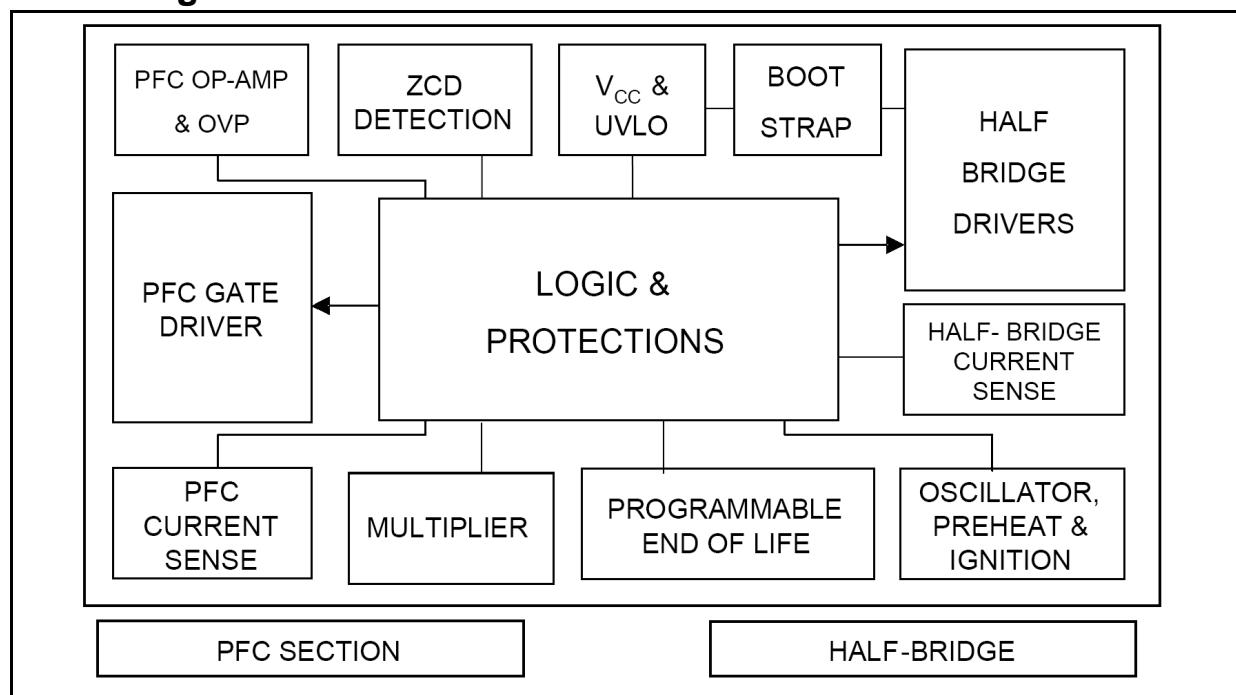 PFC OP-AMP
& OVP
ZCD
DETECTION
VCC &
UVLO
BOOT
STRAP
HALF
BRIDGE
DRIVERS
PFC GATE
DRIVER
LOGIC &
PROTECTIONS
HALF- BRIDGE
CURRENT
SENSE
PFC
CURRENT
SENSE
MULTIPLIER
PROGRAMMABLE
END OF LIFE
OSCILLATOR,
PREHEAT &
IGNITION
PFC SECTION
HALF-BRIDGE